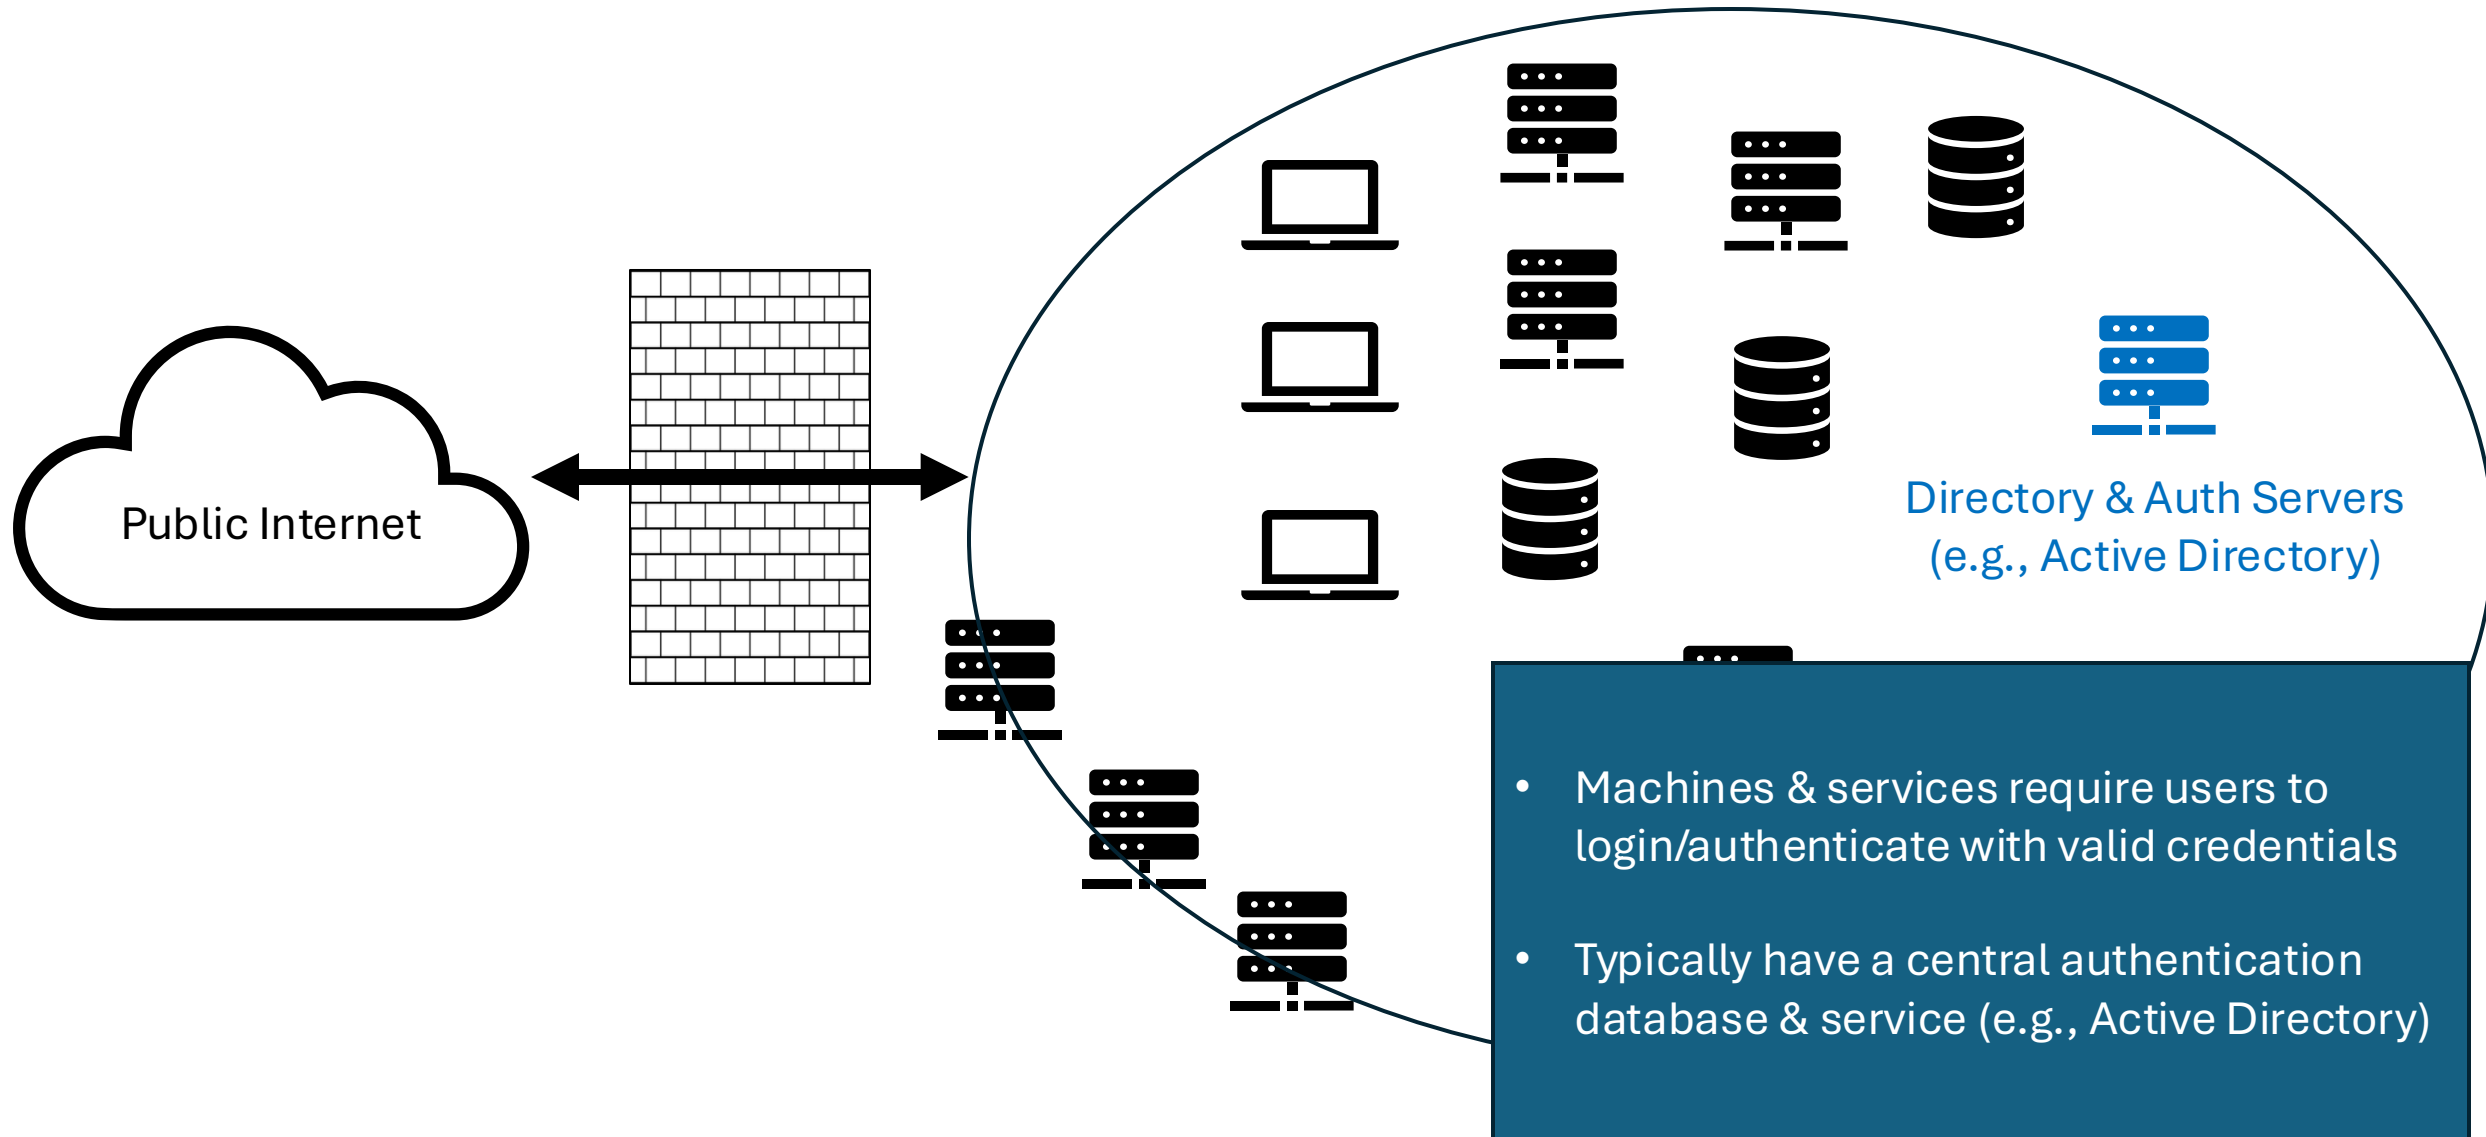 Public Internet
Directory & Auth Servers
(e.g., Active Directory)
• Machines & services require users to
login/authenticate with valid credentials
• Typically have a central authentication
database & service (e.g., Active Directory)